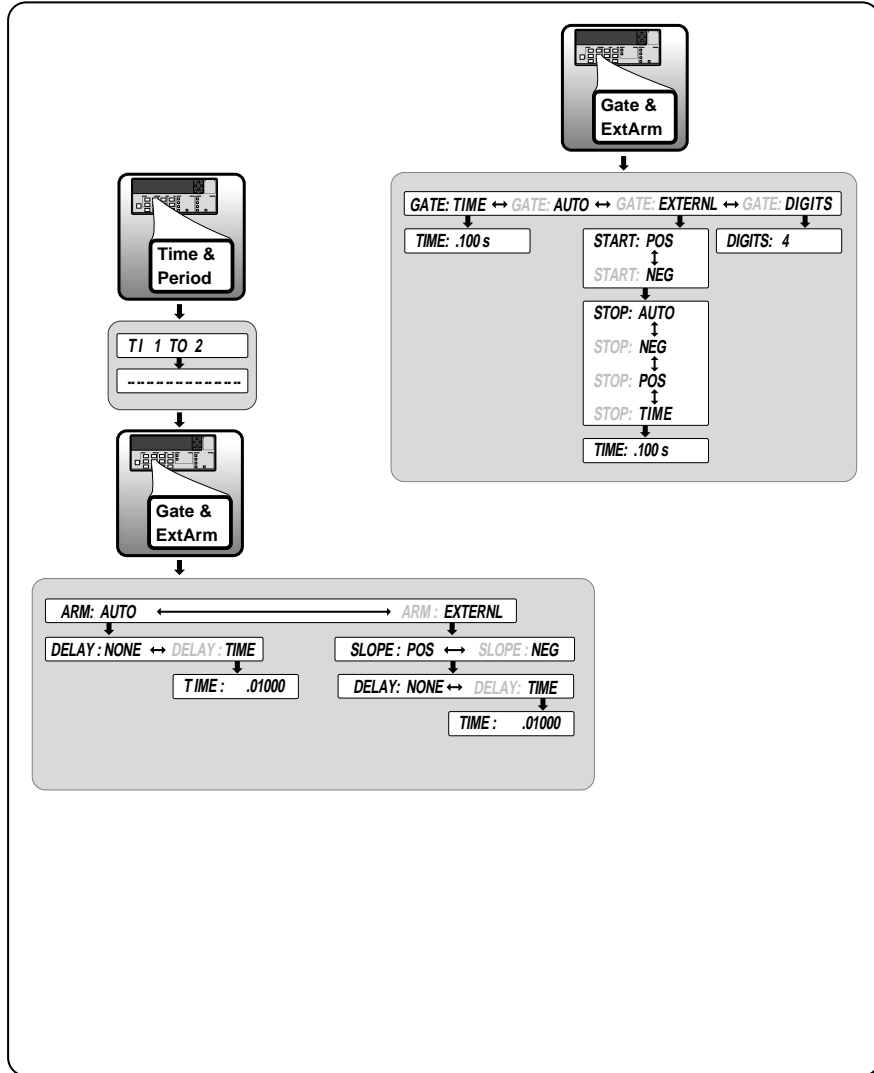 Gate &
ExtArm
GATE: TIME ↔ GATE: AUTO ↔ GATE: EXTERNL ↔ GATE: DIGITS
TIME: .100 s
START: POS
START: NEG
DIGITS: 4
STOP: AUTO
STOP: NEG
STOP: POS
STOP: TIME
TIME: .100 s
Time &
Period
TI 1 TO 2
--------------
Gate &
ExtArm
ARM: AUTO ARM : EXTERNL
DELAY : NONE ↔ DELAY : TIME
TIME : .01000
SLOPE : POS ↔ SLOPE : NEG
DELAY: NONE ↔ DELAY: TIME
TIME : .01000